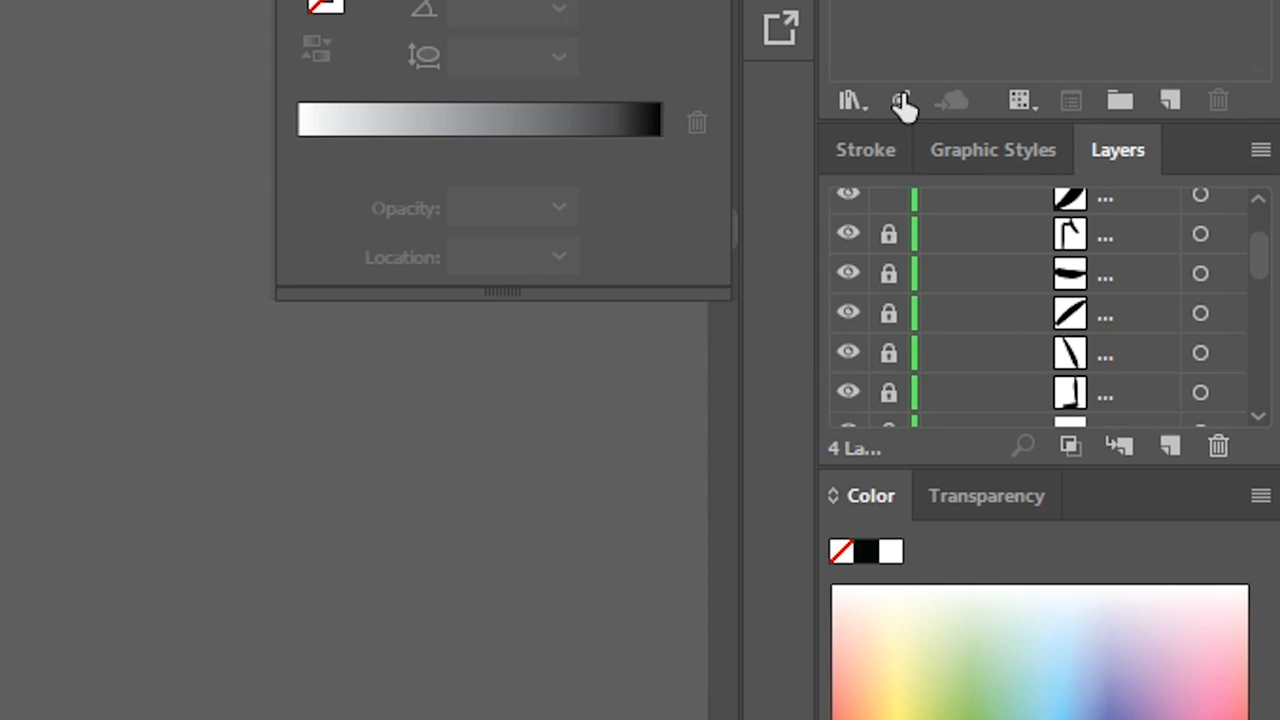 Opacity:
Location:
Stroke Graphic Styles Layers
...
...
...
...
...
...
4 La...
Color Transparency